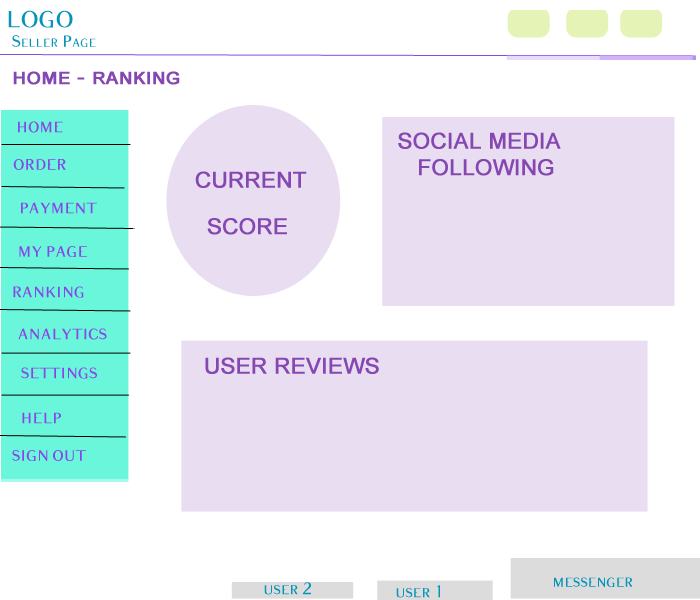 LOGO
SELLER PAGE
HOME - RANKING
HOME
ORDER
PAYMENT
MY PAGE
RANKING
ANALYTICS
SETTINGS
HELP
SIGN OUT
CURRENT
SCORE
SOCIAL MEDIA
FOLLOWING
USER REVIEWS
USER 2
USER 1
MESSENGER